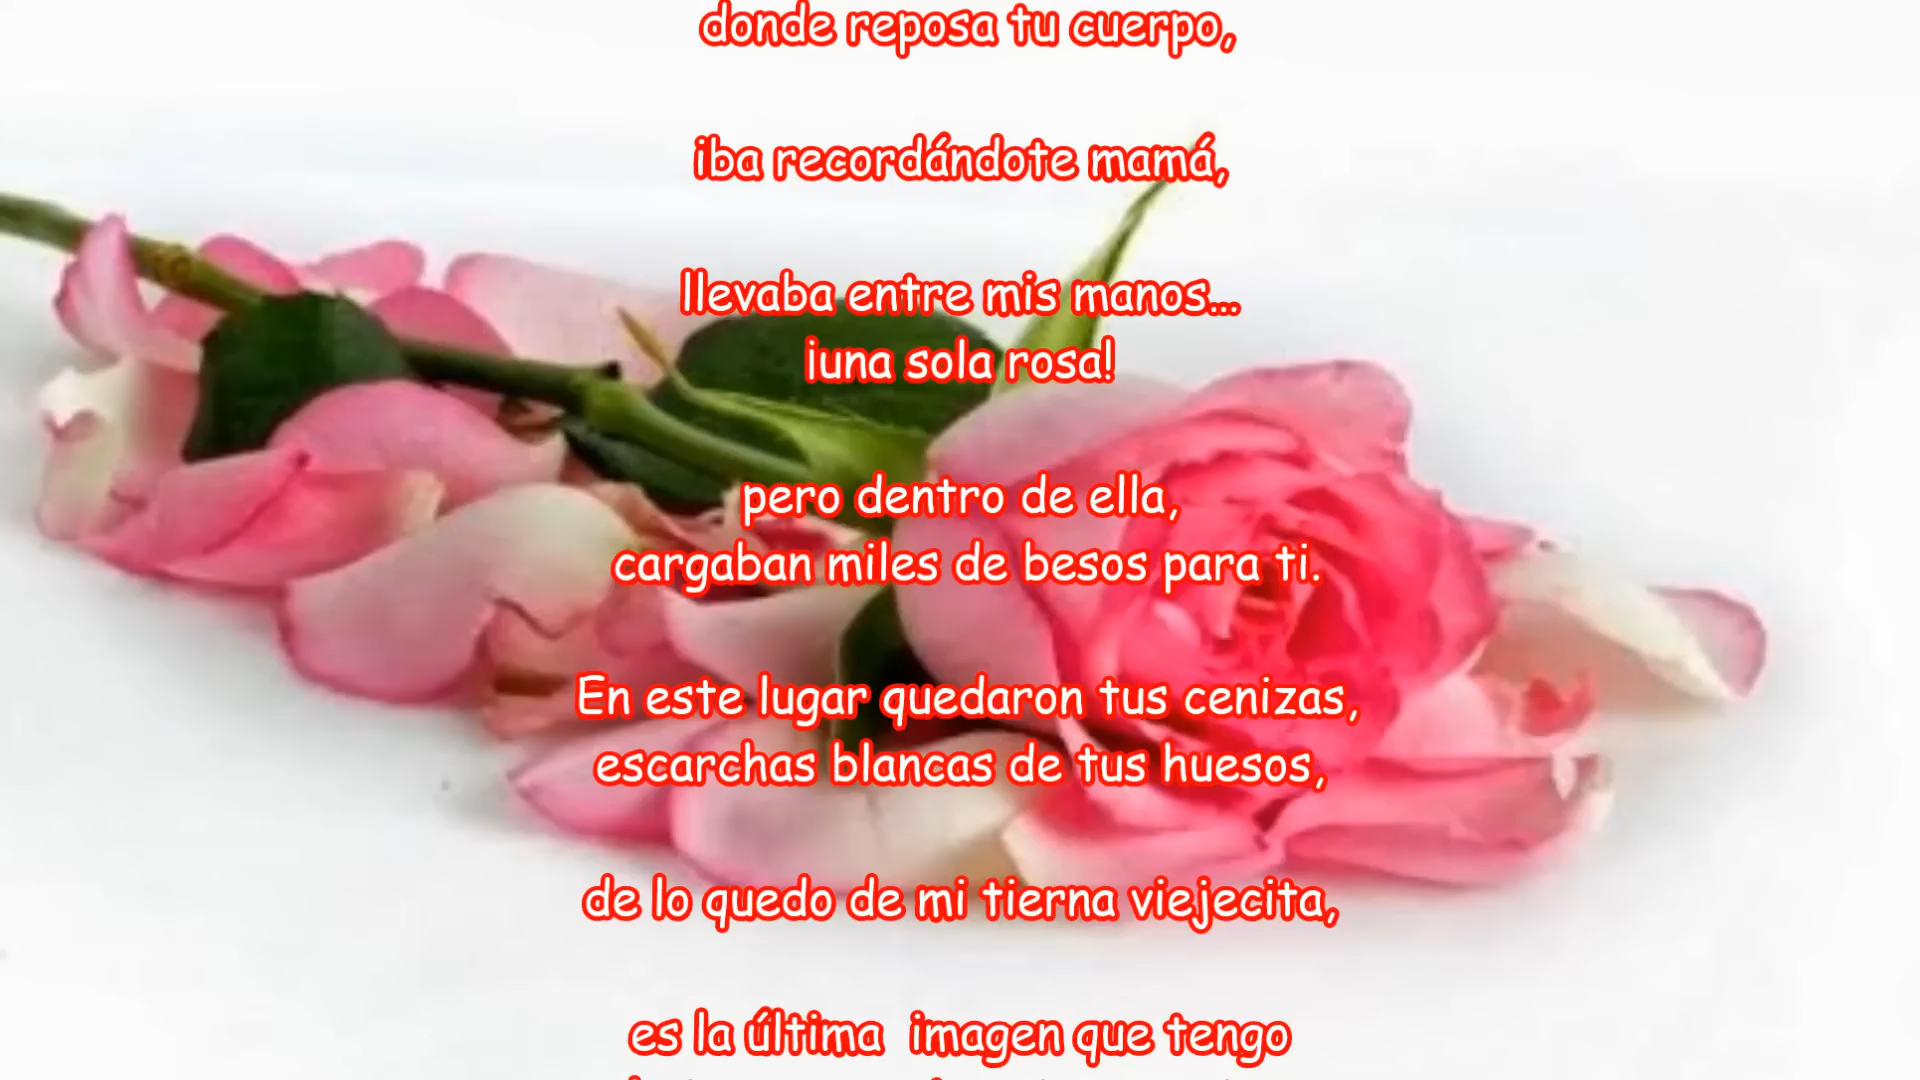 donde reposa tu cuerpo,
iba recordándote mamá,
llevaba entre mis manos...
¡una sola rosa!
pero dentro de ella,
cargaban miles de besos para ti.
En este lugar quedaron tus cenizas,
escarchas blancas de tus huesos,
de lo quedo de mi tierna viejecita,
es la última imagen que tengo